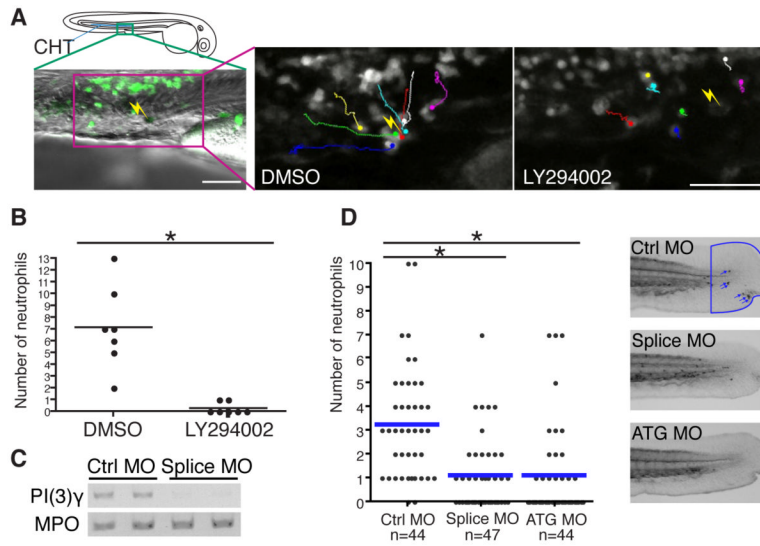 A
CHT
DMSO
LY294002
B
*
Number of neutrophils
13
12
11
10
9
8
7
6
5
4
3
2
1
0
DMSO
LY294002
C
Ctrl MO Splice MO
PI(3)γ
MPO
D
*
*
Number of neutrophils
10
9
8
7
6
5
4
3
2
1
0
Ctrl MO Splice MO ATG MO
n=44 n=47 n=44
Ctrl MO
Splice MO
ATG MO